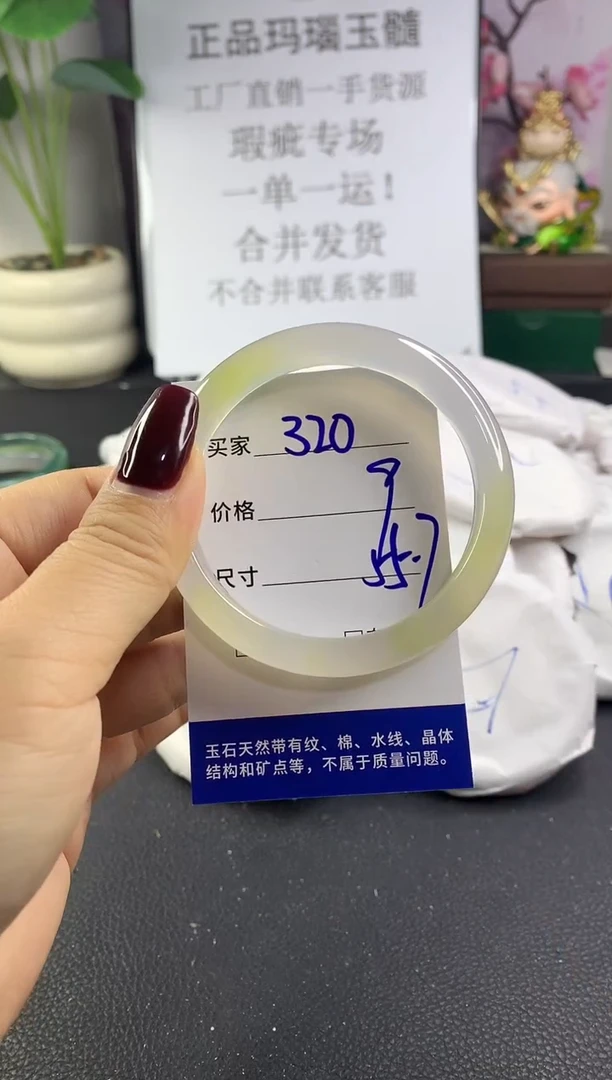 正品玛瑙玉髓
工厂直销一手货源
瑕疵专场
一单一运！
合并发货
不合并联系客服
买家 320
价格
尺寸 55.7
玉石天然带有纹、棉、水线、晶体
结构和矿点等，不属于质量问题。